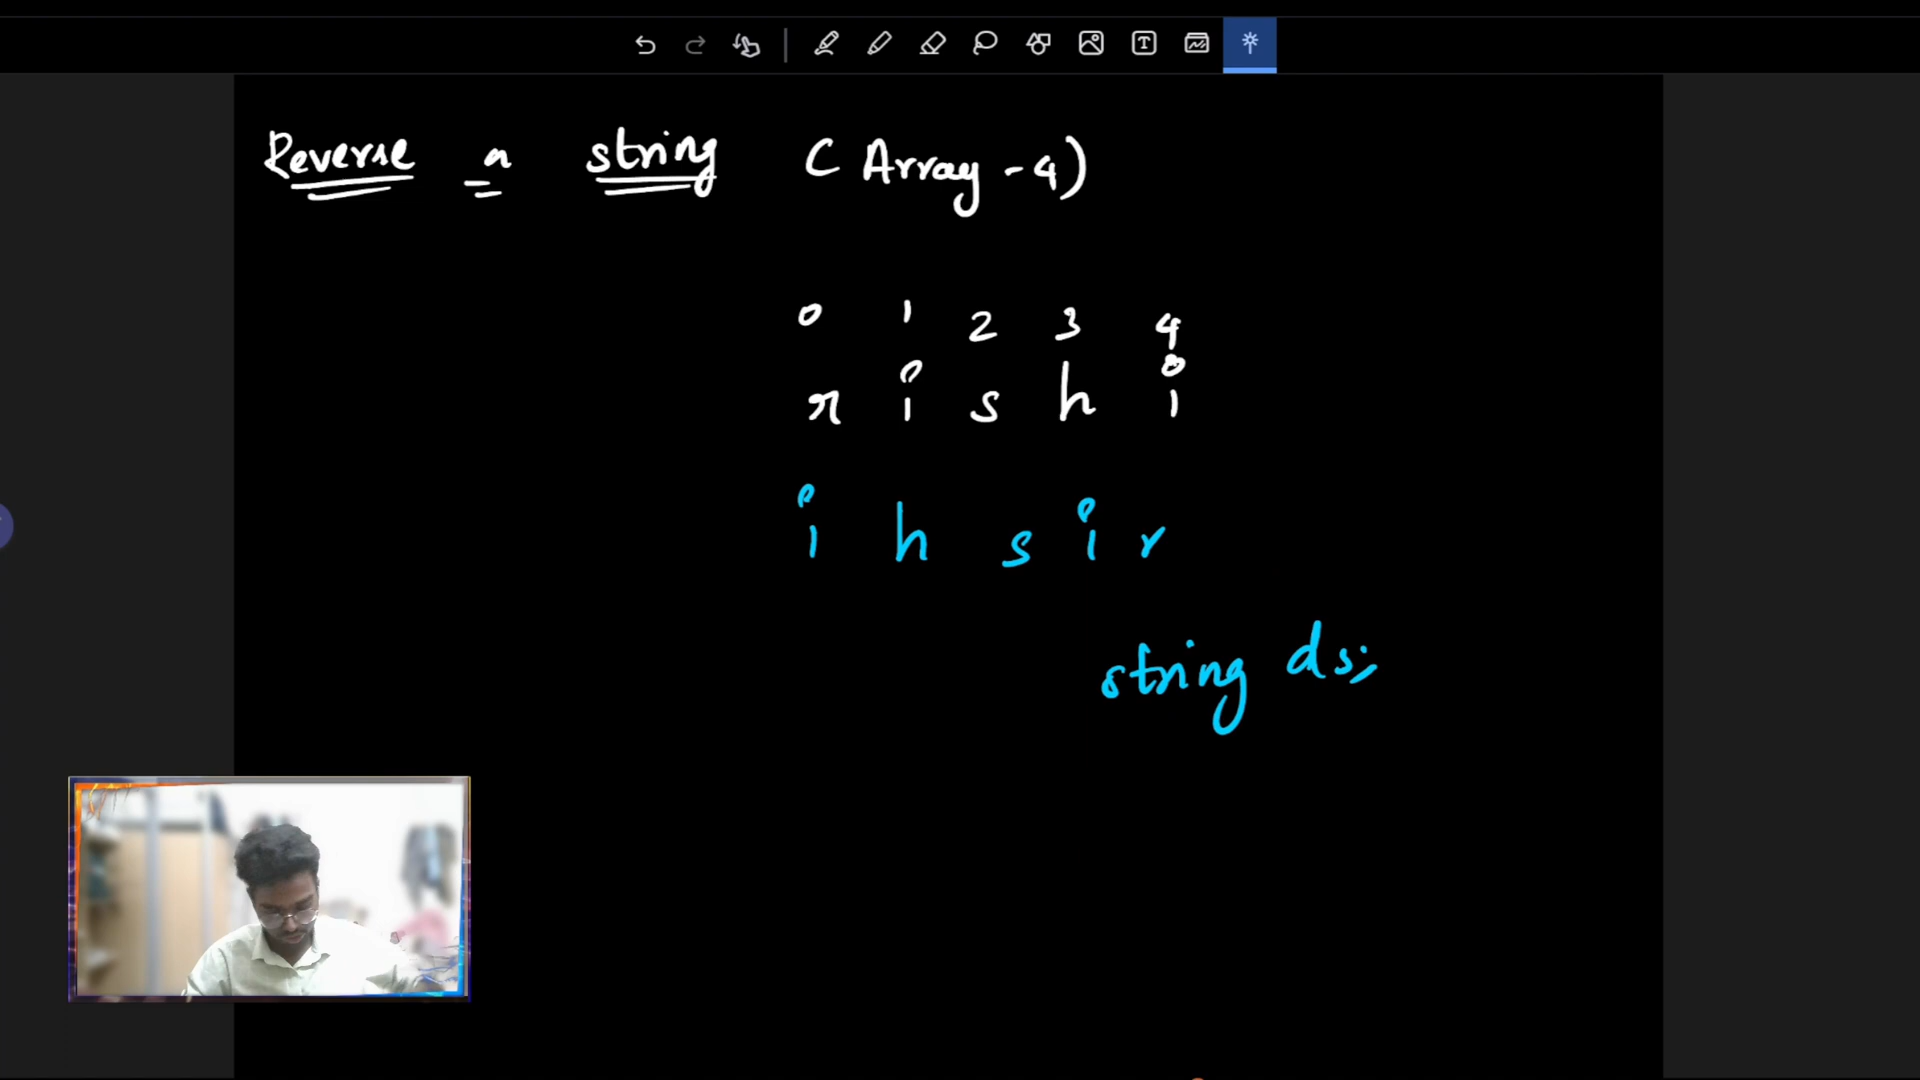 Reverse a string (Array - 4)
0 1 2 3 4
r i s h i
i h s i r
string ds;